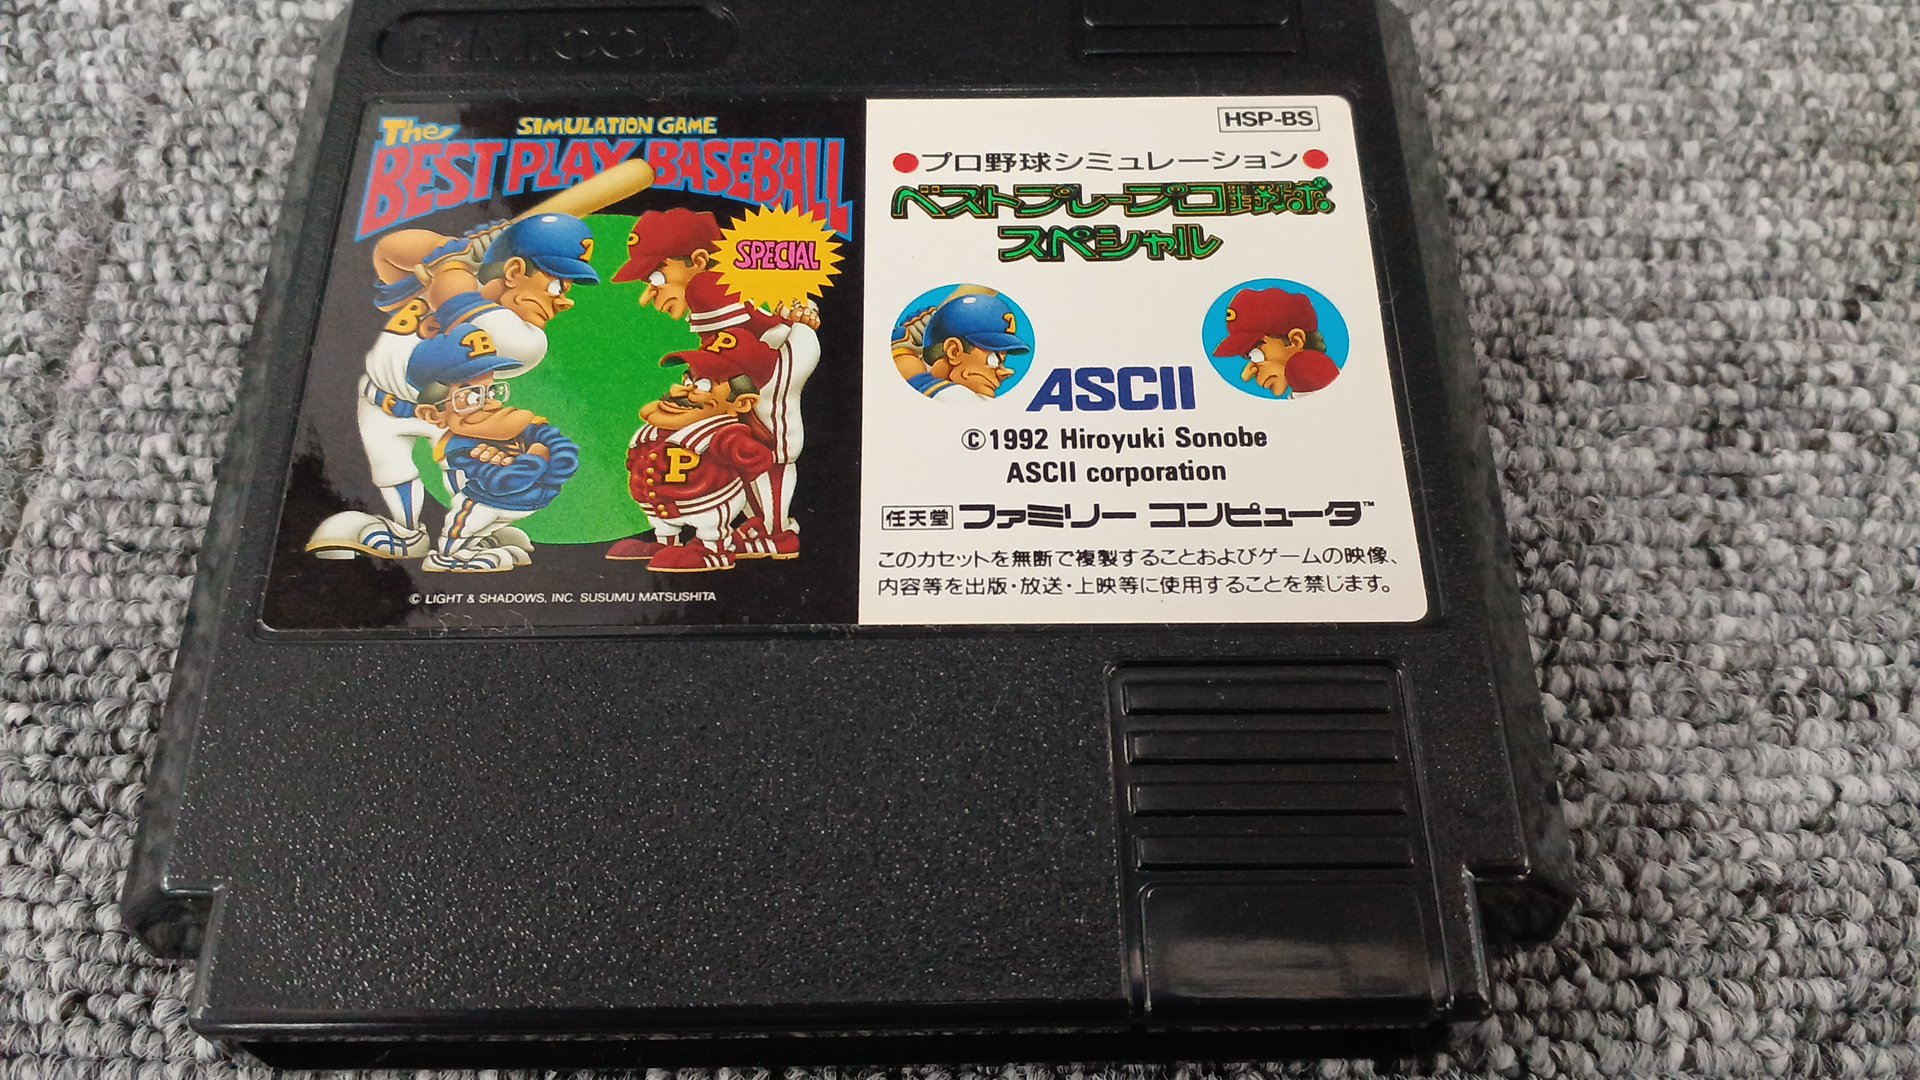 FAMICOM
SIMULATION GAME
The
BEST PLAY BASEBALL
SPECIAL
B
B
P
P
© LIGHT & SHADOWS, INC. SUSUMU MATSUSHITA
HSP-BS
●プロ野球シミュレーション●
ベストプレープロ野球
スペシャル
ASCII
©1992 Hiroyuki Sonobe
ASCII corporation
任天堂 ファミリー コンピュータ™
このカセットを無断で複製することおよびゲームの映像、
内容等を出版・放送・上映等に使用することを禁じます。